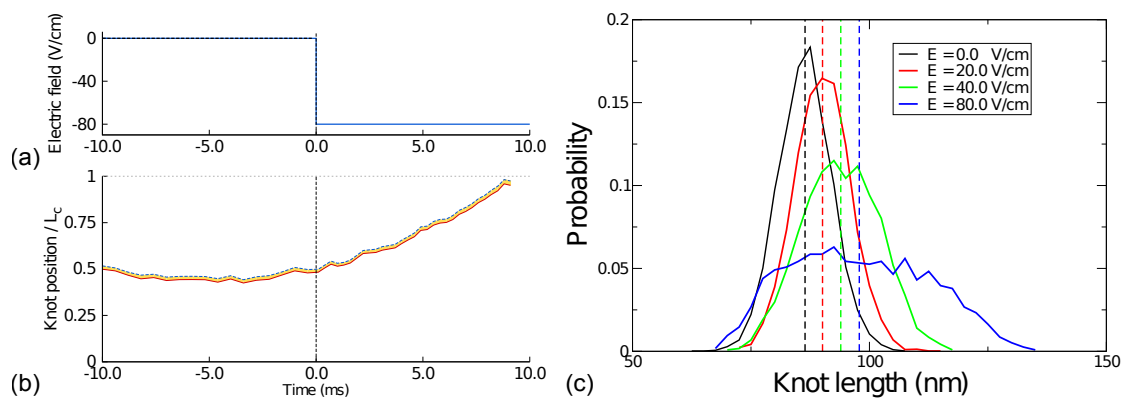 Electric field (V/cm)
0
-40
-80
-10.0 -5.0 0.0 5.0 10.0
(a)
Knot position / L_c
1
0.75
0.5
0.25
0
-10.0 -5.0 0.0 5.0 10.0
Time (ms)
(b)
Probability
0.2
0.15
0.1
0.05
0
E = 0.0 V/cm
E = 20.0 V/cm
E = 40.0 V/cm
E = 80.0 V/cm
50 100 150
Knot length (nm)
(c)